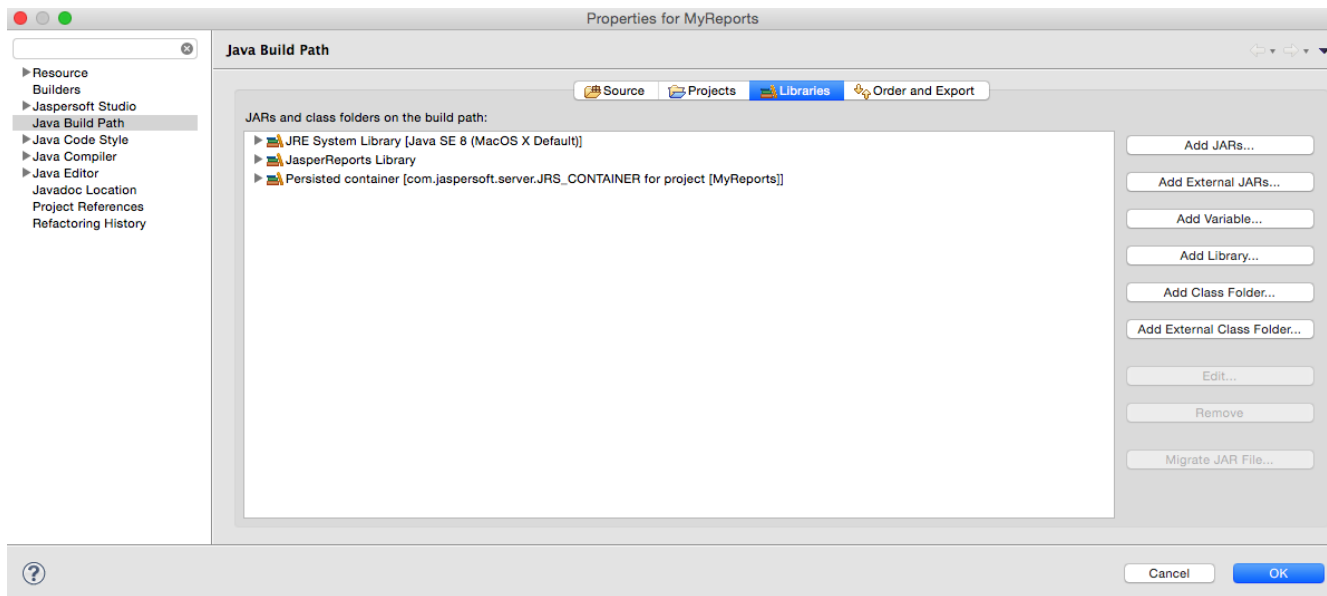 Properties for MyReports
Java Build Path
Resource
Builders
Jaspersoft Studio
Java Build Path
Java Code Style
Java Compiler
Java Editor
Javadoc Location
Project References
Refactoring History
Source Projects Libraries Order and Export
JARs and class folders on the build path:
JRE System Library [Java SE 8 (MacOS X Default)]
JasperReports Library
Persisted container [com.jaspersoft.server.JRS_CONTAINER for project [MyReports]]
Add JARs...
Add External JARs...
Add Variable...
Add Library...
Add Class Folder...
Add External Class Folder...
Edit...
Remove
Migrate JAR File...
?
Cancel OK